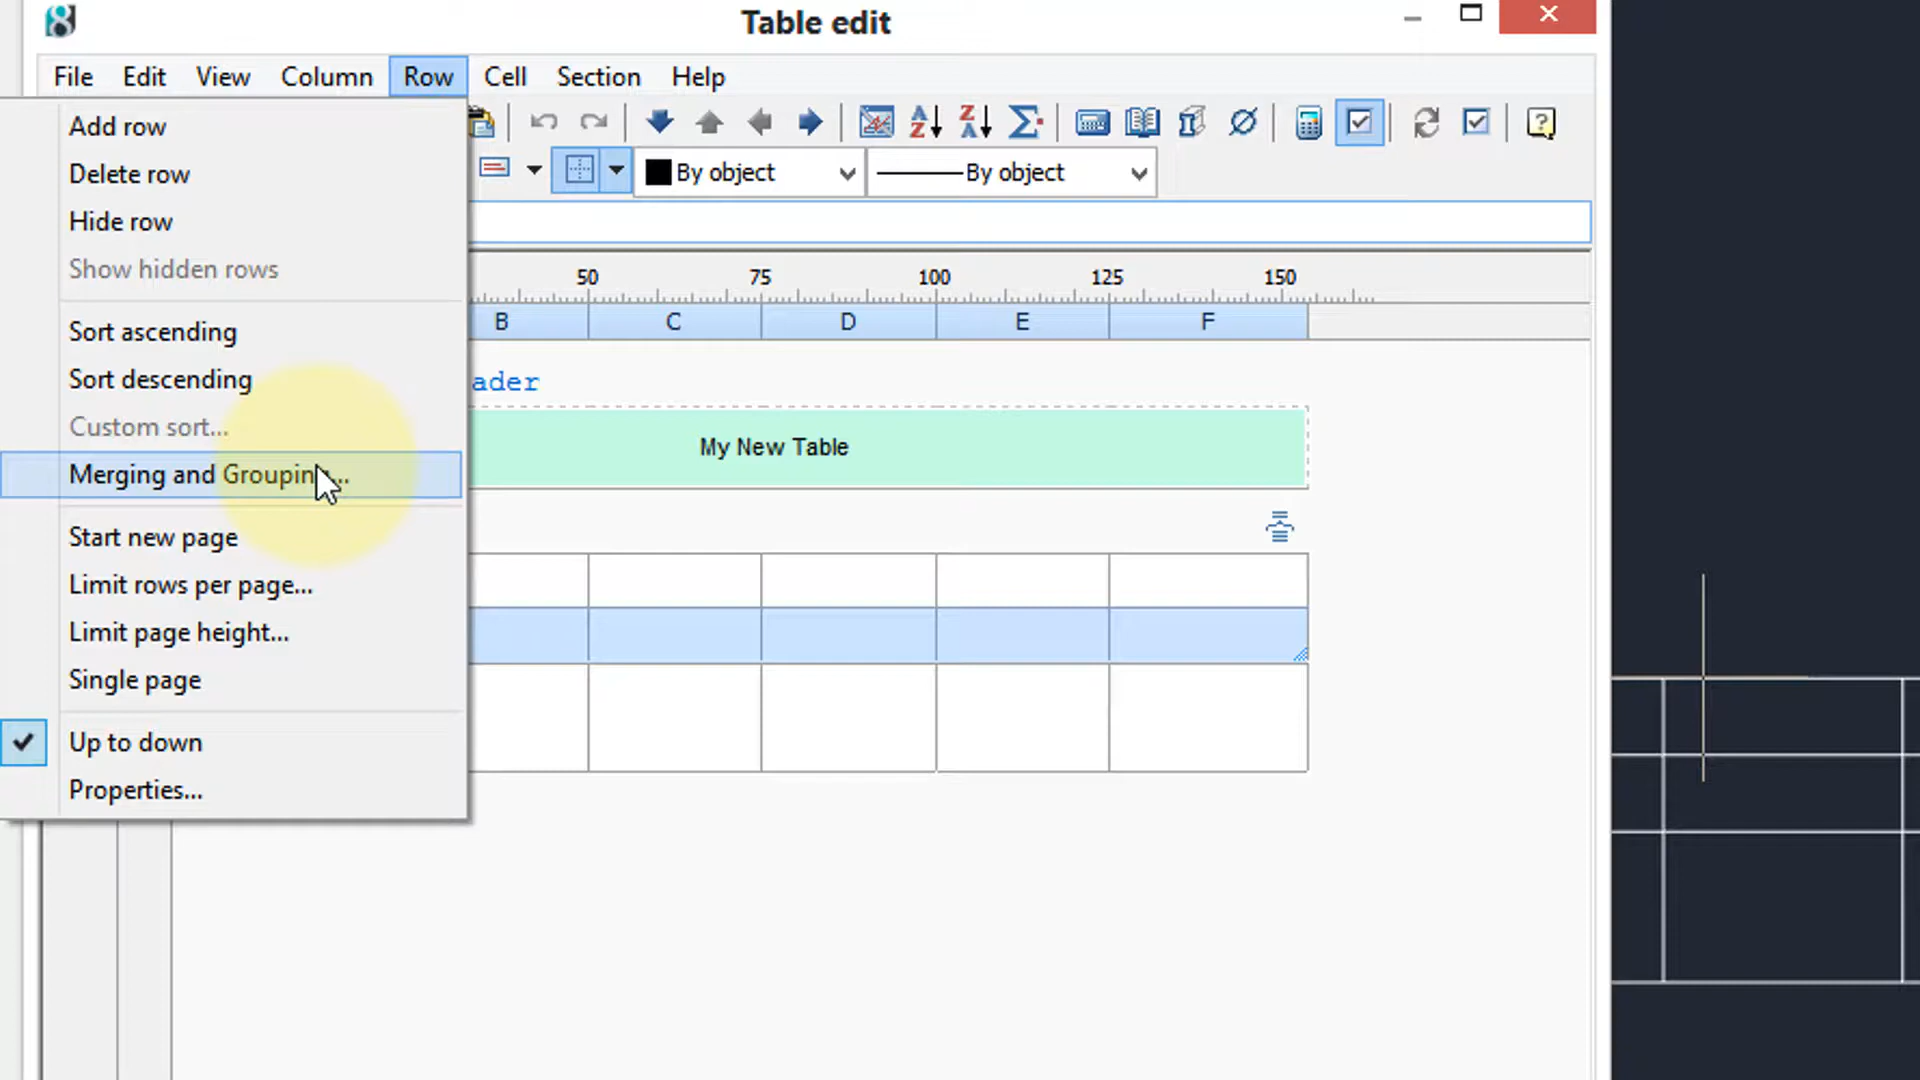 Table edit
File Edit View Column Row Cell Section Help
Add row
Delete row
Hide row
Show hidden rows
Sort ascending
Sort descending
Custom sort...
Merging and Grouping...
Start new page
Limit rows per page...
Limit page height...
Single page
Up to down
Properties...
By object By object
50 75 100 125 150
B C D E F
ader
My New Table